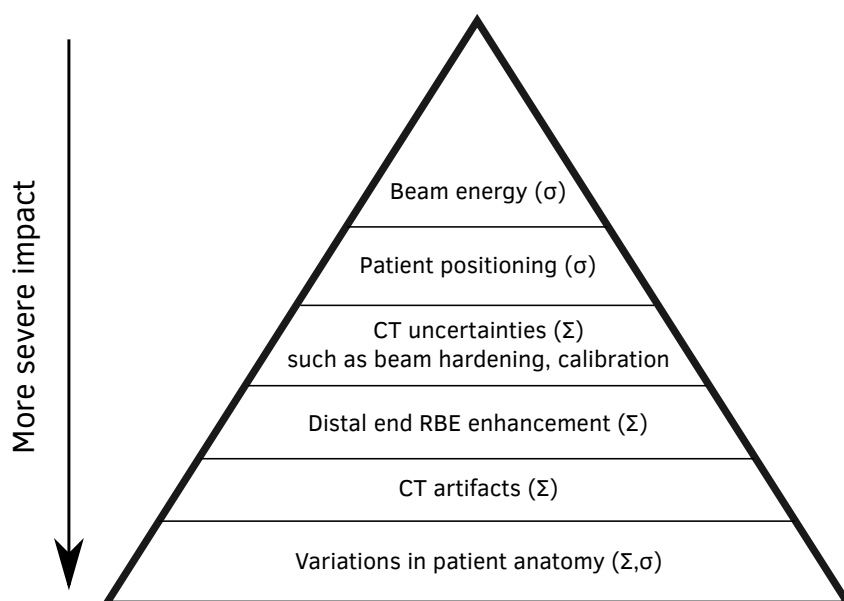 More severe impact
Beam energy (σ)
Patient positioning (σ)
CT uncertainties (Σ)
such as beam hardening, calibration
Distal end RBE enhancement (Σ)
CT artifacts (Σ)
Variations in patient anatomy (Σ,σ)